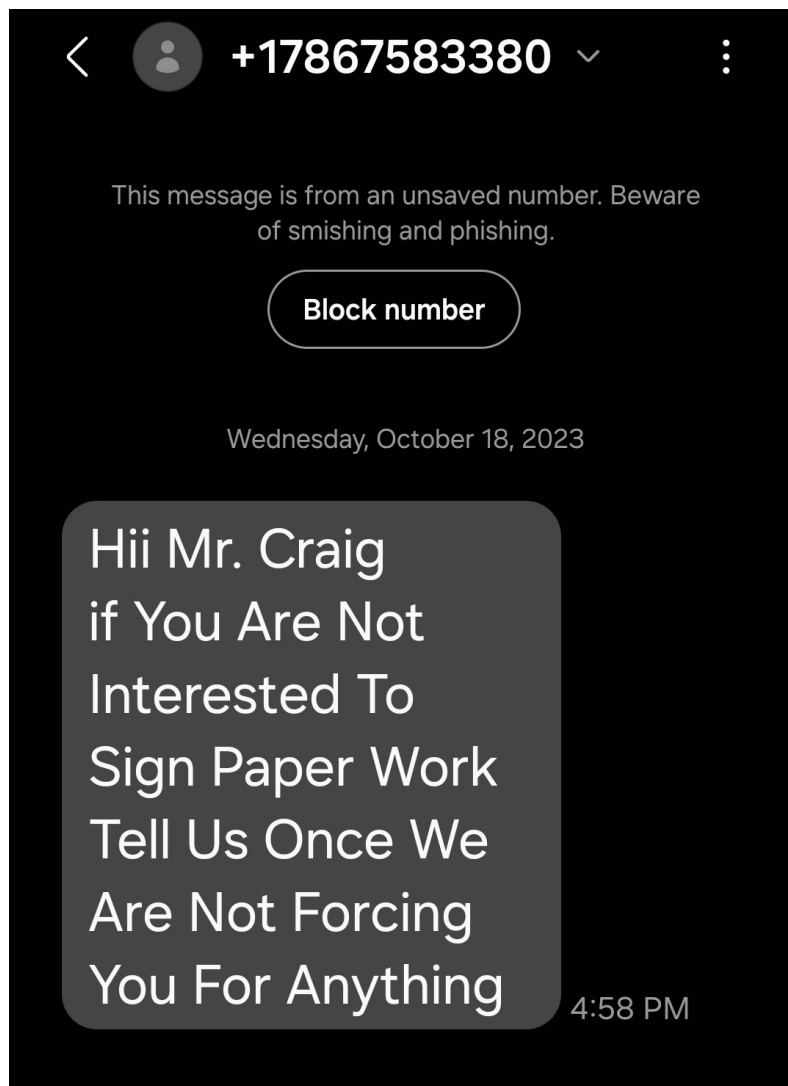 +17867583380
This message is from an unsaved number. Beware
of smishing and phishing.
Block number
Wednesday, October 18, 2023
Hii Mr. Craig
if You Are Not
Interested To
Sign Paper Work
Tell Us Once We
Are Not Forcing
You For Anything
4:58 PM